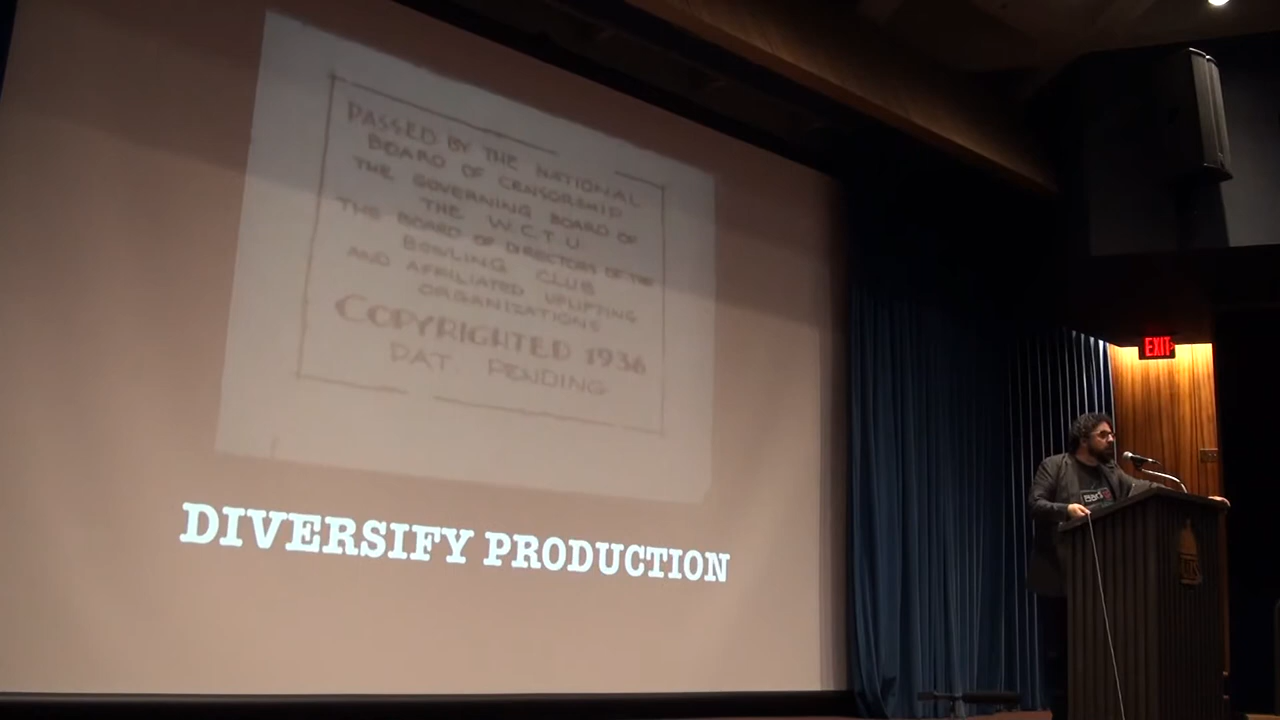 PASSED BY THE NATIONAL
BOARD OF CENSORSHIP
THE GOVERNING BOARD OF
THE W.C.T.U.
THE BOARD OF DIRECTORS OF THE
BOWLING CLUB
AND AFFILIATED UPLIFTING
ORGANIZATIONS
COPYRIGHTED 1936
PAT PENDING
DIVERSIFY PRODUCTION
EXIT